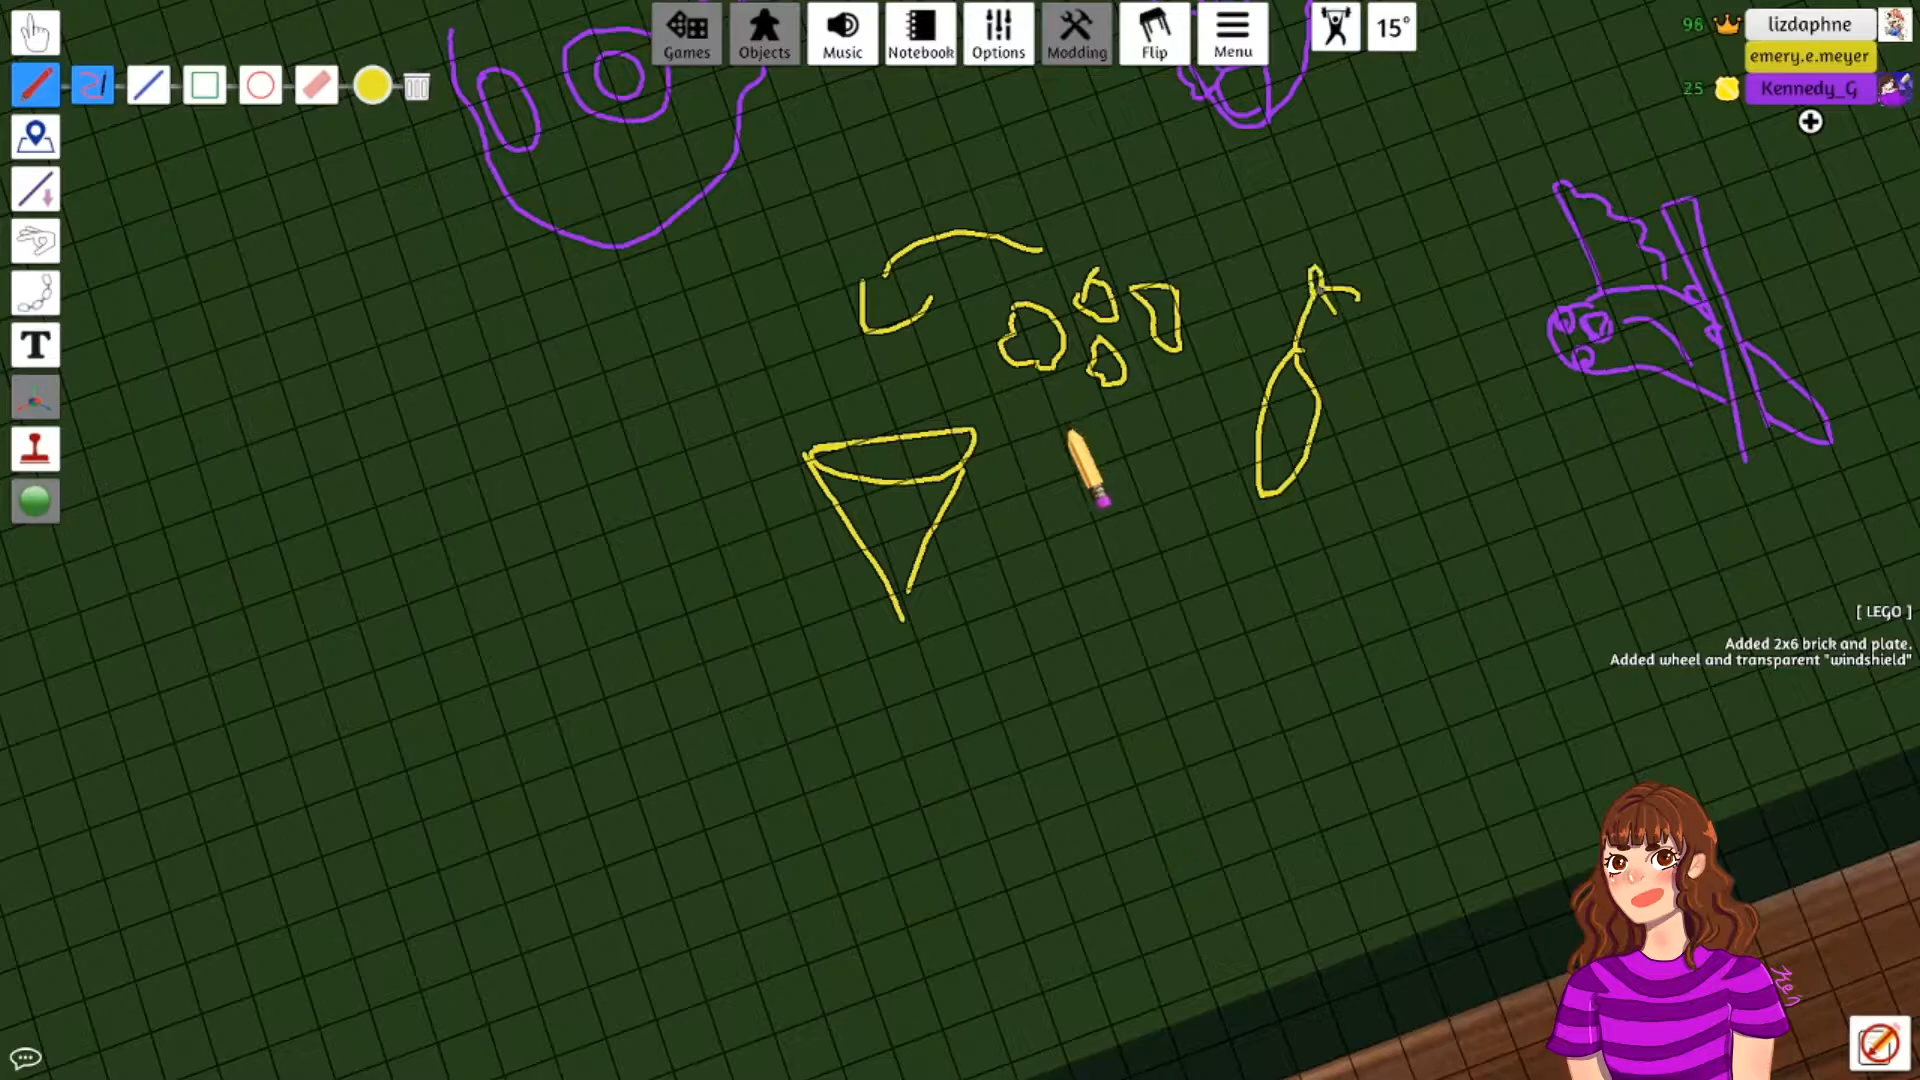 Games Objects Music Notebook Options Modding Flip Menu 15°
96 lizdaphne
emery.e.meyer
25 Kennedy_G
T
[ LEGO ]
Added 2x6 brick and plate.
Added wheel and transparent "windshield"
Ken